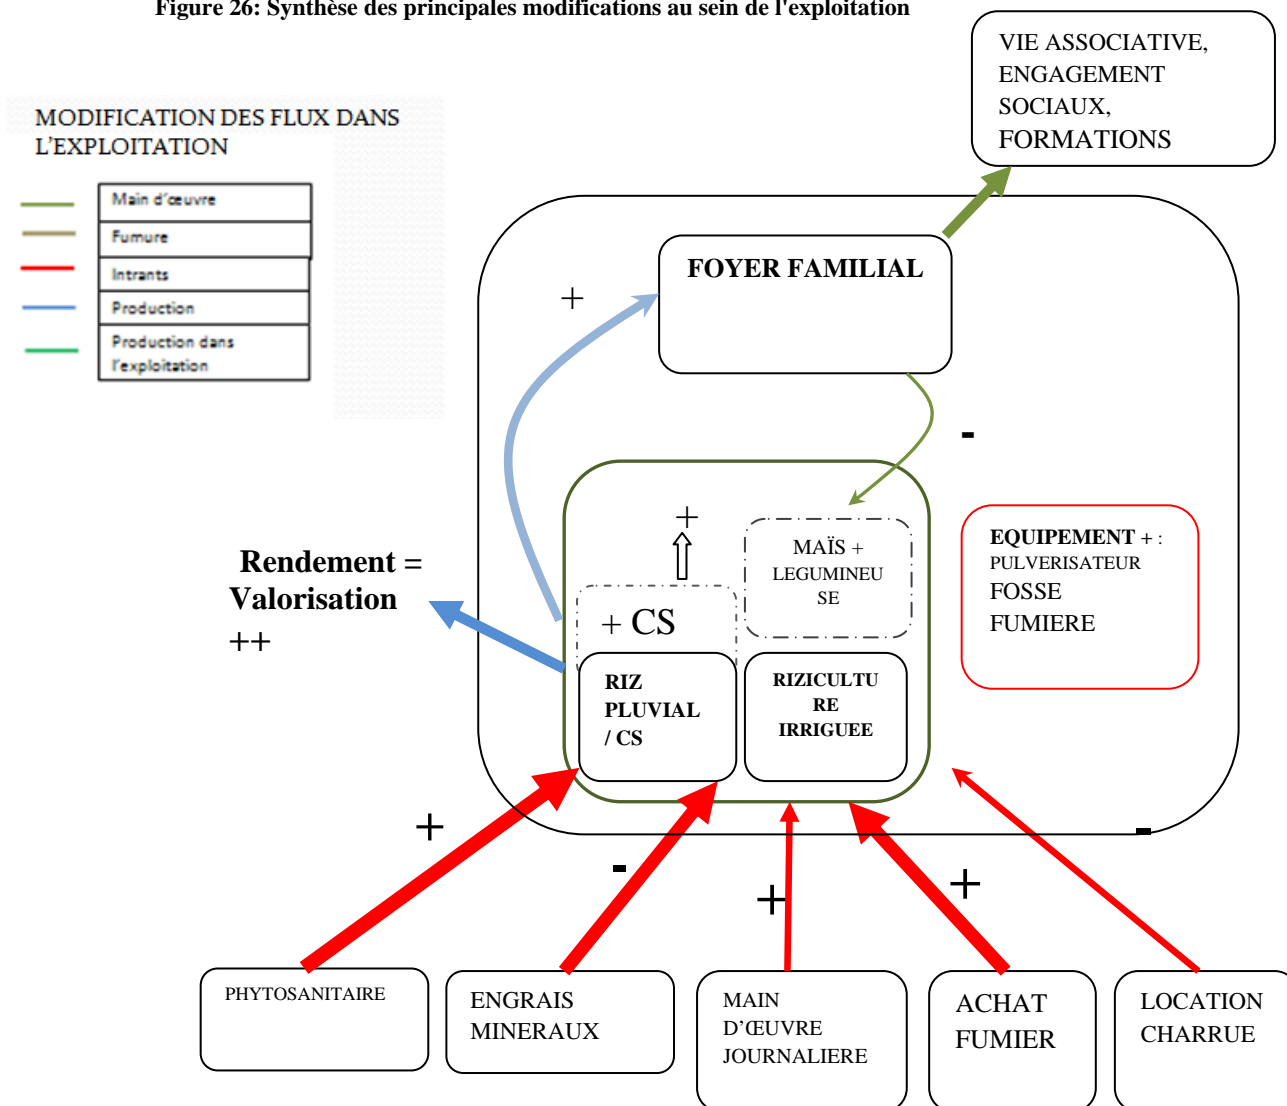 Figure 26: Synthèse des principales modifications au sein de l'exploitation
VIE ASSOCIATIVE,
ENGAGEMENT
SOCIAUX,
FORMATIONS
MODIFICATION DES FLUX DANS
L'EXPLOITATION
Main d'œuvre
Fumure
Intrants
Production
Production dans
l'exploitation
FOYER FAMILIAL
+
-
+
MAÏS +
LEGUMINEU
SE
EQUIPEMENT + :
PULVERISATEUR
FOSSE
FUMIERE
Rendement =
Valorisation
++
+ CS
RIZ
PLUVIAL
/ CS
RIZICULTU
RE
IRRIGUEE
+
-
+
+
-
PHYTOSANITAIRE
ENGRAIS
MINERAUX
MAIN
D'ŒUVRE
JOURNALIERE
ACHAT
FUMIER
LOCATION
CHARRUE